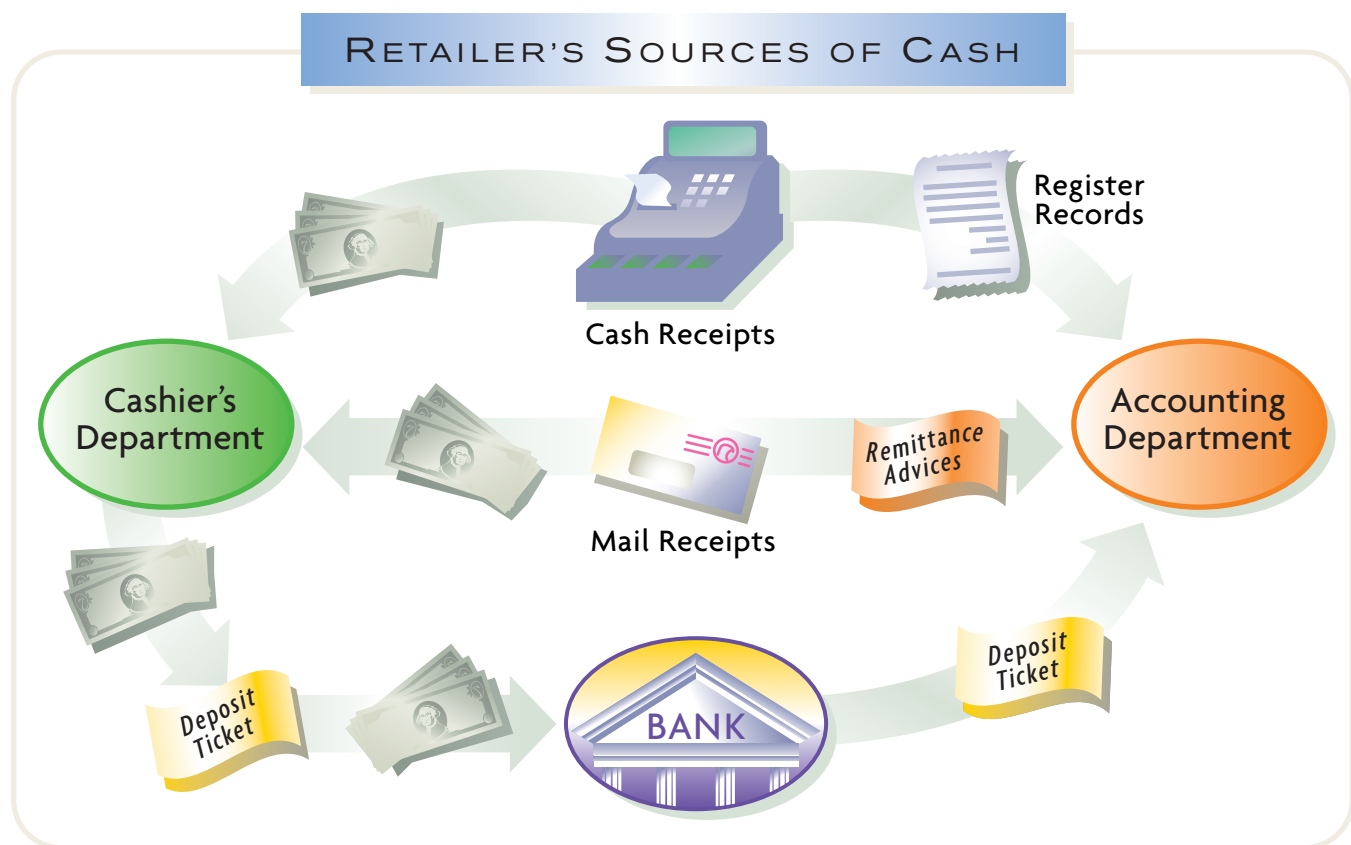 RETAILER'S SOURCES OF CASH
Register
Records
Cash Receipts
Cashier's
Department
Accounting
Department
Remittance
Advices
Mail Receipts
Deposit
Ticket
Deposit
Ticket
BANK